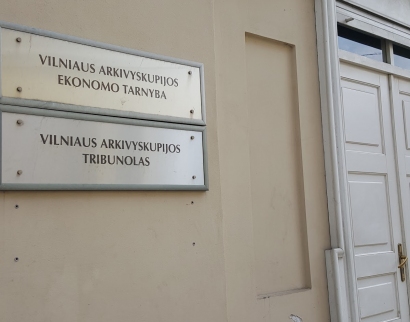 VILNIAUS ARKIVYSKUPIJOS
EKONOMO TARNYBA
VILNIAUS ARKIVYSKUPIJOS
TRIBUNOLAS